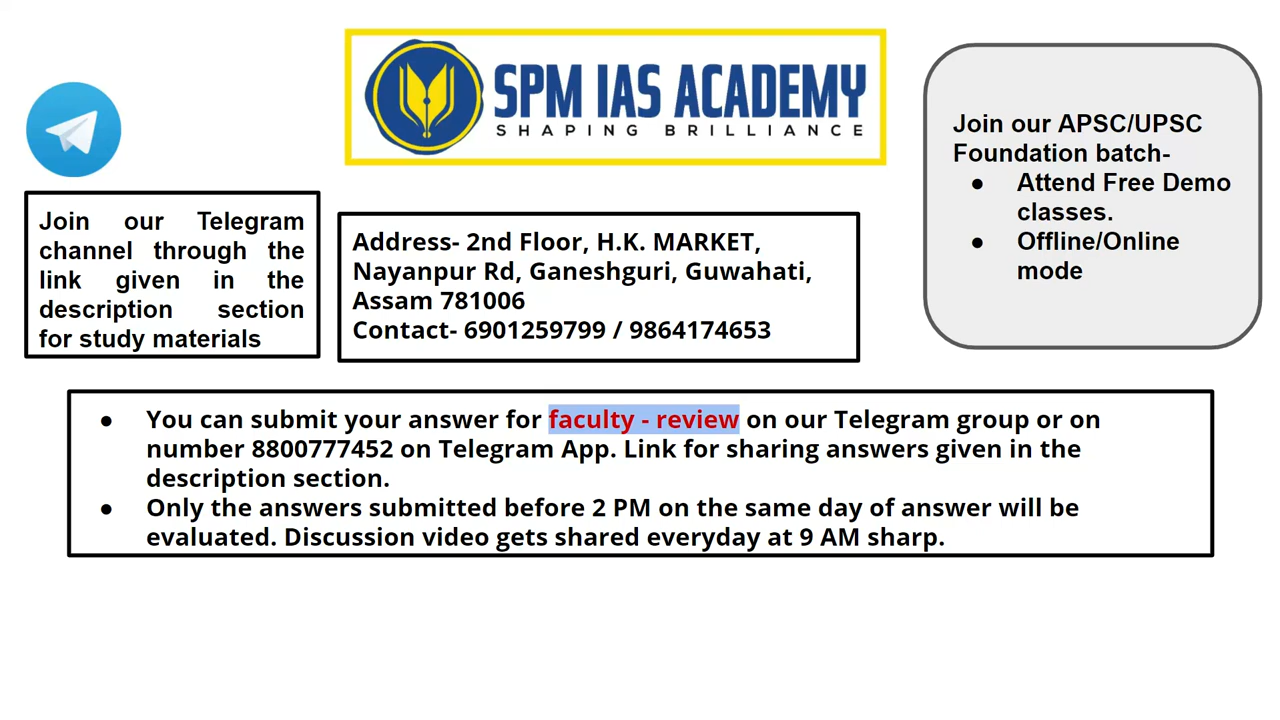 SPM IAS ACADEMY
SHAPING BRILLIANCE
Join our Telegram
channel through the
link given in the
description section
for study materials
Address- 2nd Floor, H.K. MARKET,
Nayanpur Rd, Ganeshguri, Guwahati,
Assam 781006
Contact- 6901259799 / 9864174653
Join our APSC/UPSC
Foundation batch-
● Attend Free Demo
classes.
● Offline/Online
mode
● You can submit your answer for faculty - review on our Telegram group or on
number 8800777452 on Telegram App. Link for sharing answers given in the
description section.
● Only the answers submitted before 2 PM on the same day of answer will be
evaluated. Discussion video gets shared everyday at 9 AM sharp.